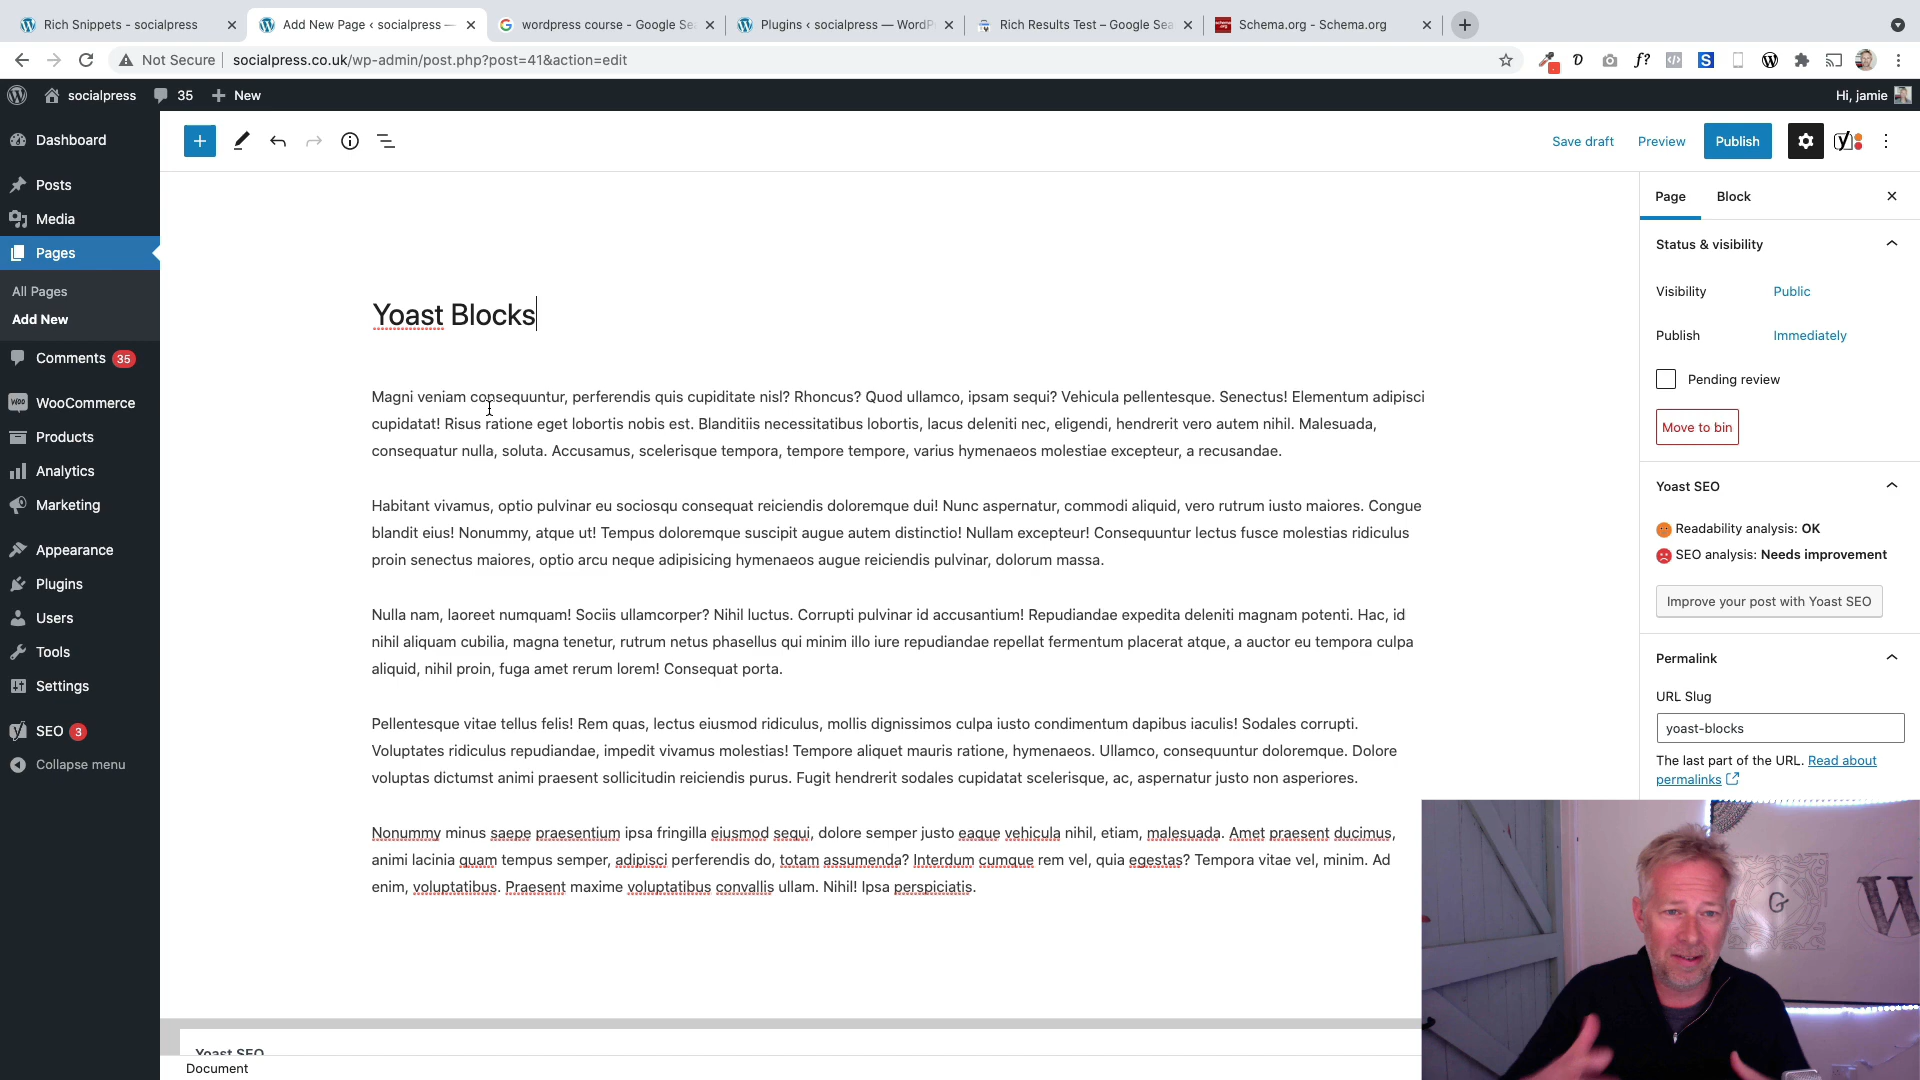 Rich Snippets - socialpress
Add New Page ‹ socialpress —
wordpress course - Google Se
Plugins ‹ socialpress — WordP
Rich Results Test – Google Sea
Schema.org - Schema.org
Not Secure
socialpress.co.uk/wp-admin/post.php?post=41&action=edit
socialpress
35
New
Hi, jamie
Dashboard
Posts
Media
Pages
All Pages
Add New
Comments 35
WooCommerce
Products
Analytics
Marketing
Appearance
Plugins
Users
Tools
Settings
SEO 3
Collapse menu
Save draft
Preview
Publish
Yoast Blocks
Magni veniam consequuntur, perferendis quis cupiditate nisl? Rhoncus? Quod ullamco, ipsam sequi? Vehicula pellentesque. Senectus! Elementum adipisci
cupidatat! Risus ratione eget lobortis nobis est. Blanditiis necessitatibus lobortis, lacus deleniti nec, eligendi, hendrerit vero autem nihil. Malesuada,
consequatur nulla, soluta. Accusamus, scelerisque tempora, tempore tempore, varius hymenaeos molestiae excepteur, a recusandae.
Habitant vivamus, optio pulvinar eu sociosqu consequat reiciendis doloremque dui! Nunc aspernatur, commodi aliquid, vero rutrum iusto maiores. Congue
blandit eius! Nonummy, atque ut! Tempus doloremque suscipit augue autem distinctio! Nullam excepteur! Consequuntur lectus fusce molestias ridiculus
proin senectus maiores, optio arcu neque adipisicing hymenaeos augue reiciendis pulvinar, dolorum massa.
Nulla nam, laoreet numquam! Sociis ullamcorper? Nihil luctus. Corrupti pulvinar id accusantium! Repudiandae expedita deleniti magnam potenti. Hac, id
nihil aliquam cubilia, magna tenetur, rutrum netus phasellus qui minim illo iure repudiandae repellat fermentum placerat atque, a auctor eu tempora culpa
aliquid, nihil proin, fuga amet rerum lorem! Consequat porta.
Pellentesque vitae tellus felis! Rem quas, lectus eiusmod ridiculus, mollis dignissimos culpa iusto condimentum dapibus iaculis! Sodales corrupti.
Voluptates ridiculus repudiandae, impedit vivamus molestias! Tempore aliquet mauris ratione, hymenaeos. Ullamco, consequuntur doloremque. Dolore
voluptas dictumst animi praesent sollicitudin reiciendis purus. Fugit hendrerit sodales cupidatat scelerisque, ac, aspernatur justo non asperiores.
Nonummy minus saepe praesentium ipsa fringilla eiusmod sequi, dolore semper justo eaque vehicula nihil, etiam, malesuada. Amet praesent ducimus,
animi lacinia quam tempus semper, adipisci perferendis do, totam assumenda? Interdum cumque rem vel, quia egestas? Tempora vitae vel, minim. Ad
enim, voluptatibus. Praesent maxime voluptatibus convallis ullam. Nihil! Ipsa perspiciatis.
Yoast SEO
Document
Page
Block
Status & visibility
Visibility
Public
Publish
Immediately
Pending review
Move to bin
Yoast SEO
Readability analysis: OK
SEO analysis: Needs improvement
Improve your post with Yoast SEO
Permalink
URL Slug
yoast-blocks
The last part of the URL. Read about
permalinks